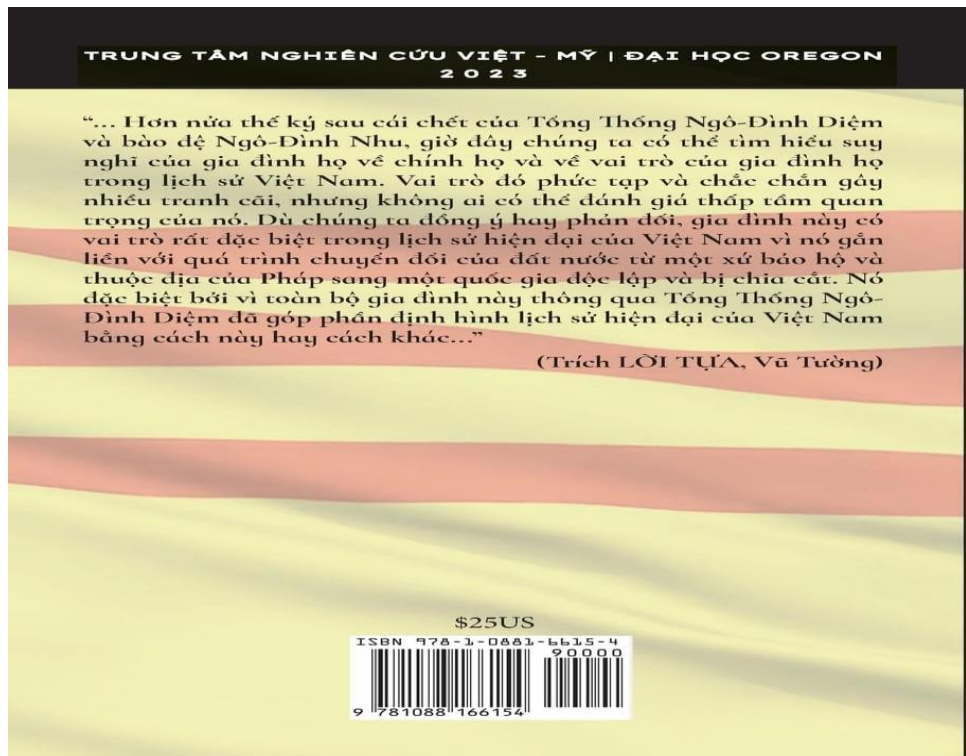 TRUNG TÂM NGHIÊN CỨU VIỆT - MỸ | ĐẠI HỌC OREGON
2023
“... Hơn nửa thế kỷ sau cái chết của Tổng Thống Ngô-Đình Diệm
và bào đệ Ngô-Đình Nhu, giờ đây chúng ta có thể tìm hiểu suy
nghĩ của gia đình họ về chính họ và về vai trò của gia đình họ
trong lịch sử Việt Nam. Vai trò đó phức tạp và chắc chắn gây
nhiều tranh cãi, nhưng không ai có thể đánh giá thấp tầm quan
trọng của nó. Dù chúng ta đồng ý hay phản đối, gia đình này có
vai trò rất đặc biệt trong lịch sử hiện đại của Việt Nam vì nó gắn
liền với quá trình chuyển đổi của đất nước từ một xứ bảo hộ và
thuộc địa của Pháp sang một quốc gia độc lập và bị chia cắt. Nó
đặc biệt bởi vì toàn bộ gia đình này thông qua Tổng Thống Ngô-
Đình Diệm đã góp phần định hình lịch sử hiện đại của Việt Nam
bằng cách này hay cách khác...”
(Trích LỜI TỰA, Vũ Tường)
$25US
ISBN 978-1-0881-6615-4
90000
9 781088 166154